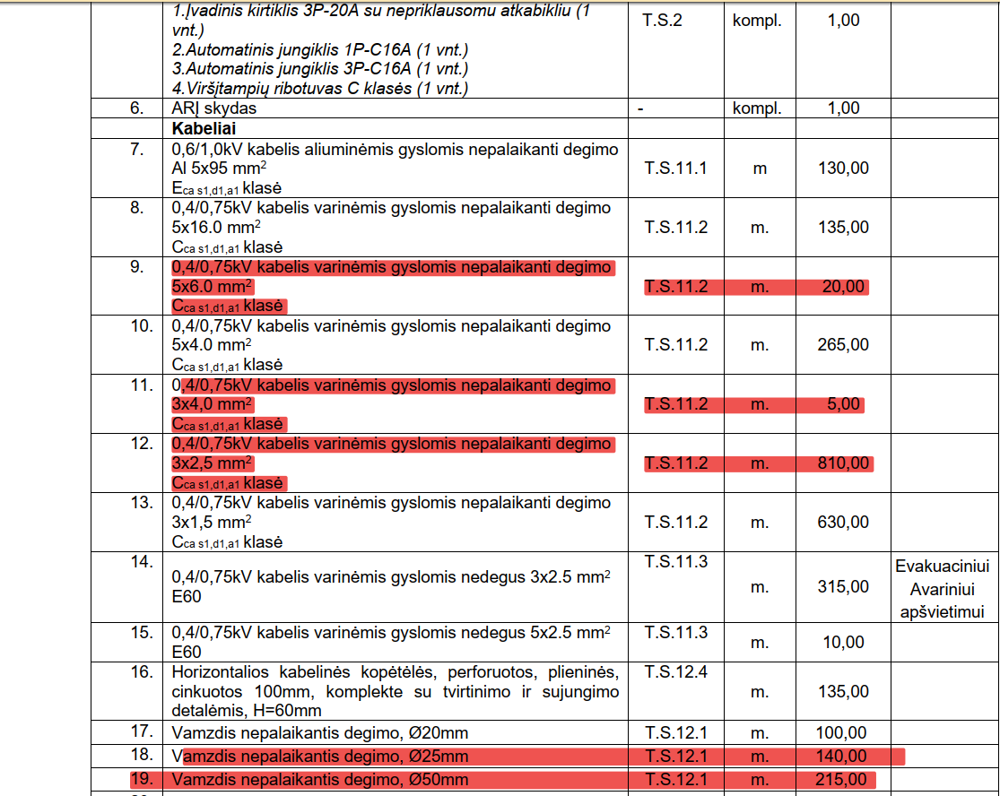 1.Įvadinis kirtiklis 3P-20A su nepriklausomu atkabikliu (1
vnt.)
2.Automatinis jungiklis 1P-C16A (1 vnt.)
3.Automatinis jungiklis 3P-C16A (1 vnt.)
4.Viršįtampių ribotuvas C klasės (1 vnt.)
T.S.2 kompl. 1,00
6. ARĮ skydas - kompl. 1,00
Kabeliai
7. 0,6/1,0kV kabelis aliuminėmis gyslomis nepalaikanti degimo
Al 5x95 mm²
Eca s1,d1,a1 klasė
T.S.11.1 m 130,00
8. 0,4/0,75kV kabelis varinėmis gyslomis nepalaikanti degimo
5x16.0 mm²
Cca s1,d1,a1 klasė
T.S.11.2 m. 135,00
9. 0,4/0,75kV kabelis varinėmis gyslomis nepalaikanti degimo
5x6.0 mm²
Cca s1,d1,a1 klasė
T.S.11.2 m. 20,00
10. 0,4/0,75kV kabelis varinėmis gyslomis nepalaikanti degimo
5x4.0 mm²
Cca s1,d1,a1 klasė
T.S.11.2 m. 265,00
11. 0,4/0,75kV kabelis varinėmis gyslomis nepalaikanti degimo
3x4,0 mm²
Cca s1,d1,a1 klasė
T.S.11.2 m. 5,00
12. 0,4/0,75kV kabelis varinėmis gyslomis nepalaikanti degimo
3x2,5 mm²
Cca s1,d1,a1 klasė
T.S.11.2 m. 810,00
13. 0,4/0,75kV kabelis varinėmis gyslomis nepalaikanti degimo
3x1,5 mm²
Cca s1,d1,a1 klasė
T.S.11.2 m. 630,00
14. 0,4/0,75kV kabelis varinėmis gyslomis nedegus 3x2.5 mm²
E60
T.S.11.3 m. 315,00
Evakuaciniui
Avariniui
apšvietimui
15. 0,4/0,75kV kabelis varinėmis gyslomis nedegus 5x2.5 mm²
E60
T.S.11.3 m. 10,00
16. Horizontalios kabelinės kopėtėlės, perforuotos, plieninės,
cinkuotos 100mm, komplekte su tvirtinimo ir sujungimo
detalėmis, H=60mm
T.S.12.4 m. 135,00
17. Vamzdis nepalaikantis degimo, Ø20mm T.S.12.1 m. 100,00
18. Vamzdis nepalaikantis degimo, Ø25mm T.S.12.1 m. 140,00
19. Vamzdis nepalaikantis degimo, Ø50mm T.S.12.1 m. 215,00